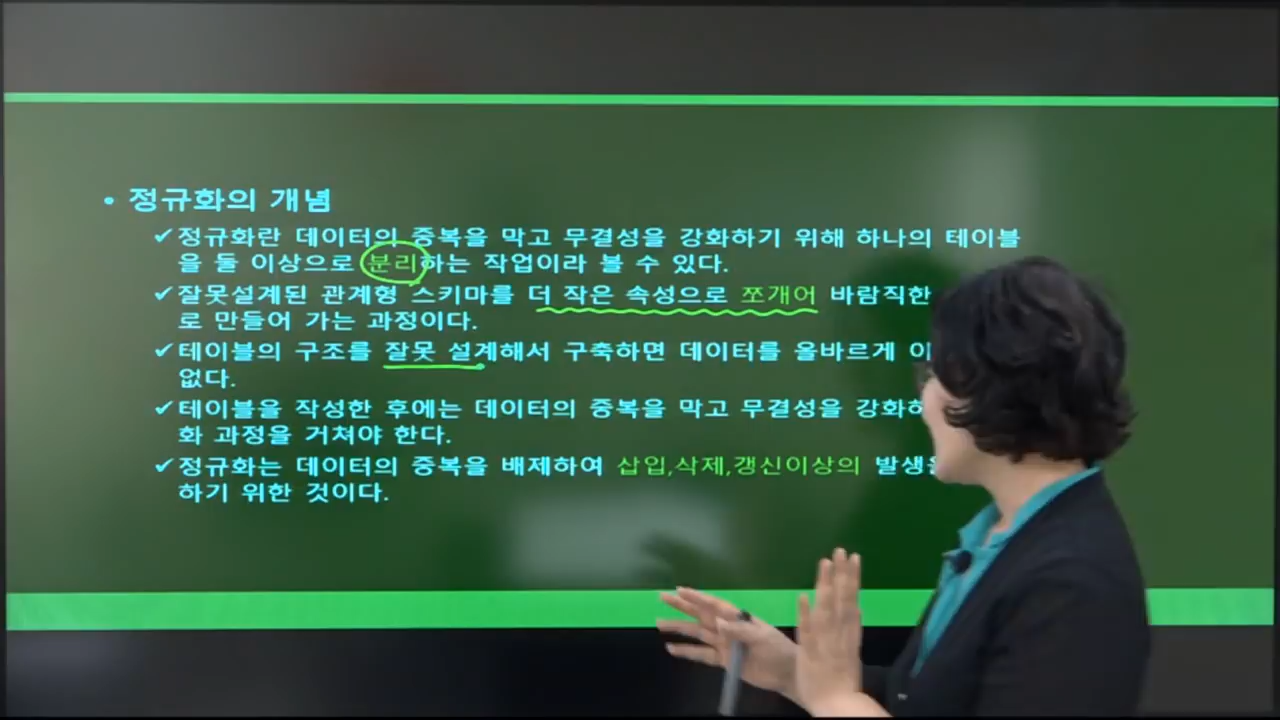 • 정규화의 개념
✓정규화란 데이터의 중복을 막고 무결성을 강화하기 위해 하나의 테이블
을 둘 이상으로 분리하는 작업이라 볼 수 있다.
✓잘못설계된 관계형 스키마를 더 작은 속성으로 쪼개어 바람직한
로 만들어 가는 과정이다.
✓테이블의 구조를 잘못 설계해서 구축하면 데이터를 올바르게
없다.
✓테이블을 작성한 후에는 데이터의 중복을 막고 무결성을
화 과정을 거쳐야 한다.
✓정규화는 데이터의 중복을 배제하여 삽입,삭제,갱신이상의
하기 위한 것이다.